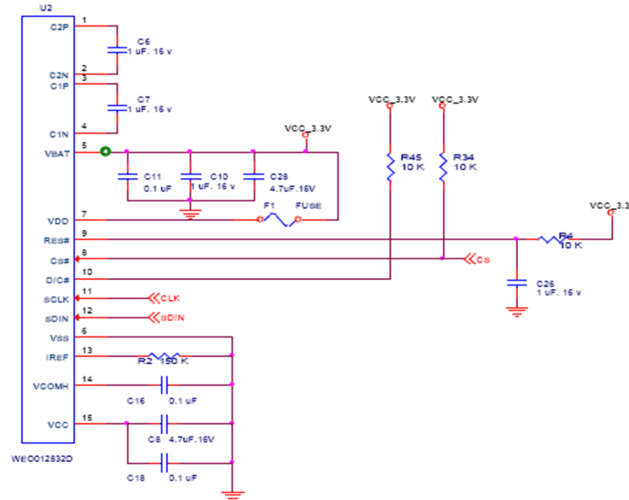 U2
C2P 1
C6
1 uF. 16 v
C2N 2
C1P 3
C7
1 uF. 16 v
C1N 4
VBAT 5
VCC_3.3V
C11
0.1 uF
C10
1 uF. 16 v
C28
4.7uF.16V
VCC_3.3V
R45
10 K
VCC_3.3V
R34
10 K
VDD 7
F1 FUSE
RES# 9
R4
10 K
VCC_3.3
CS# 8
CS
D/C# 10
C26
1 uF. 16 v
SCLK 11
CLK
SDIN 12
SDIN
VSS 6
IREF 13
R2 150 K
VCOMH 14
C16 0.1 uF
VCC 15
C8 4.7uF.16V
C18 0.1 uF
WEO012832D